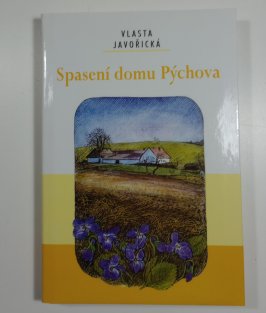 VLASTA
JAVOŘICKÁ
Spasení domu Pýchova